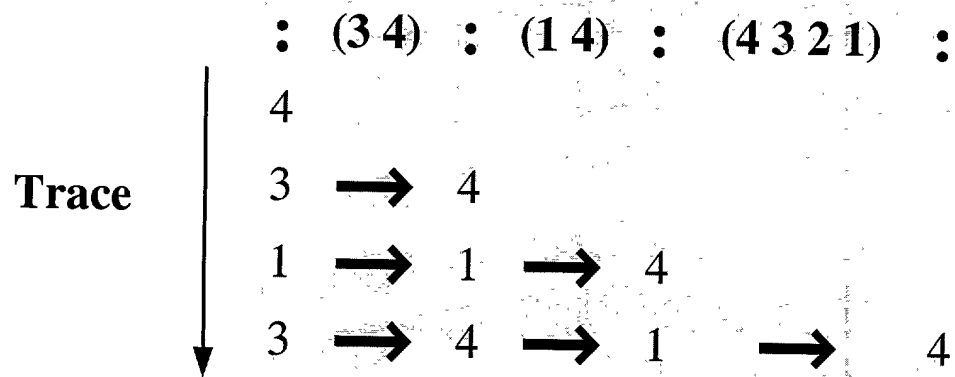 : (3 4) : (1 4) : (4 3 2 1) :
4
Trace
3 → 4
1 → 1 → 4
3 → 4 → 1 → 4